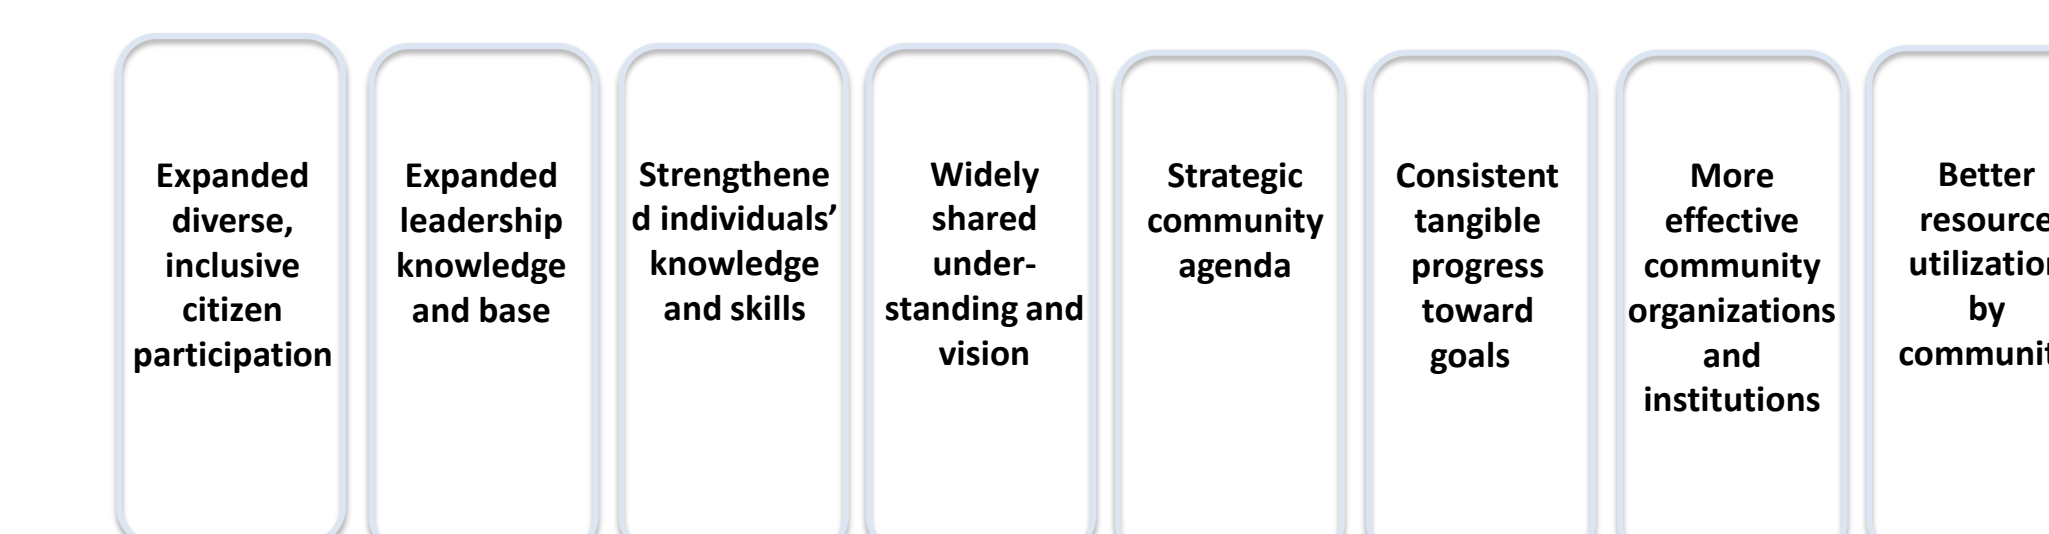 Expanded
diverse,
inclusive
citizen
participation
Expanded
leadership
knowledge
and base
Strengthene
d individuals’
knowledge
and skills
Widely
shared
under-
standing and
vision
Strategic
community
agenda
Consistent
tangible
progress
toward
goals
More
effective
community
organizations
and
institutions
Better
resource
by